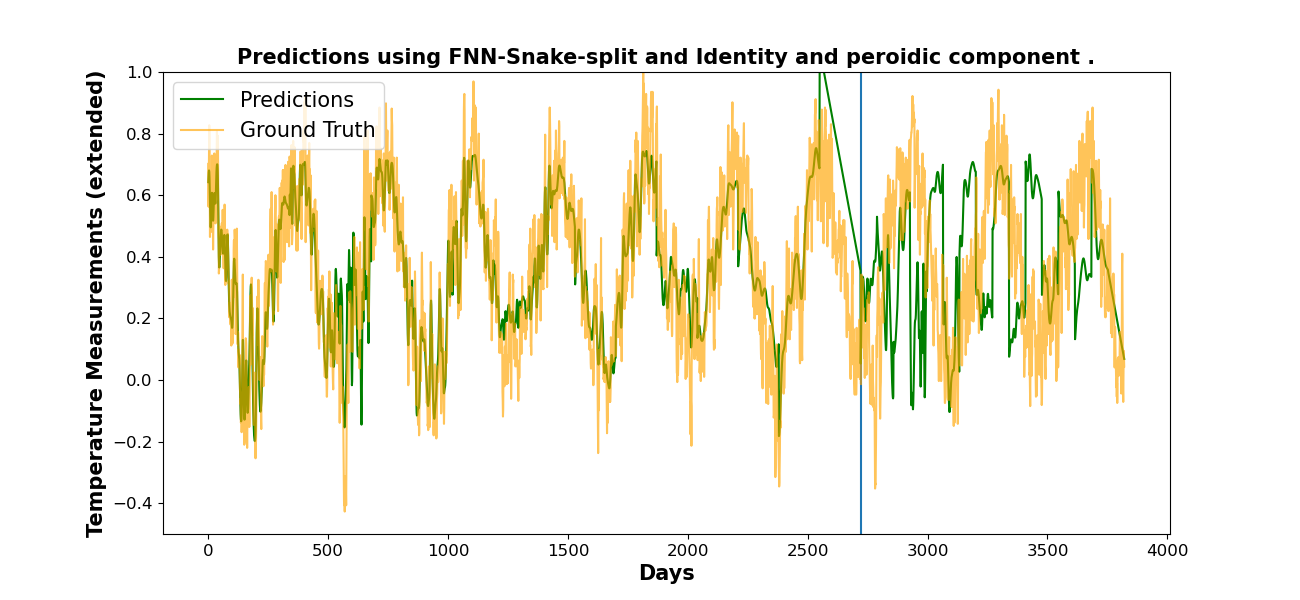 Predictions using FNN-Snake-split and Identity and peroidic component .
Temperature Measurements (extended)
1.0
0.8
0.6
0.4
0.2
0.0
−0.2
−0.4
Predictions
Ground Truth
0 500 1000 1500 2000 2500 3000 3500 4000
Days